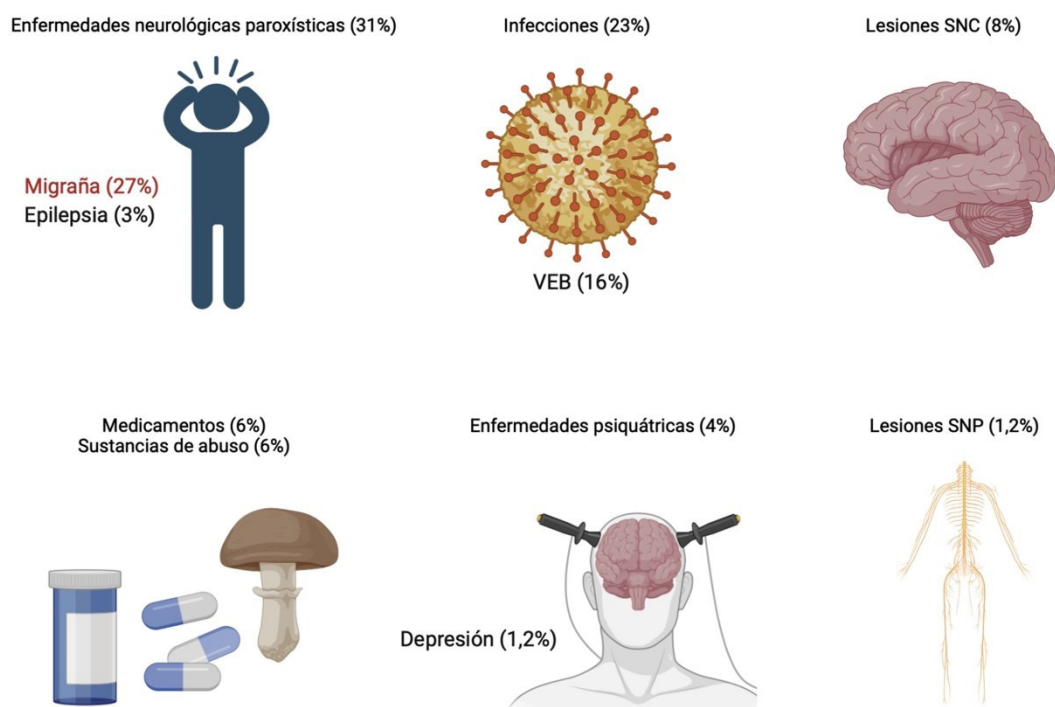 Enfermedades neurológicas paroxísticas (31%)
Migraña (27%)
Epilepsia (3%)
Infecciones (23%)
VEB (16%)
Lesiones SNC (8%)
Medicamentos (6%)
Sustancias de abuso (6%)
Enfermedades psiquátricas (4%)
Depresión (1,2%)
Lesiones SNP (1,2%)